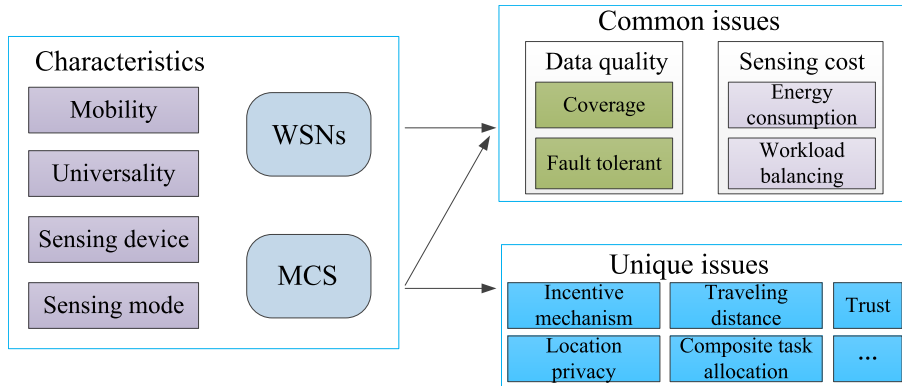 Characteristics
Mobility
Universality
Sensing device
Sensing mode
WSNs
MCS
Common issues
Data quality
Coverage
Fault tolerant
Sensing cost
Energy
consumption
Workload
balancing
Unique issues
Incentive
mechanism
Traveling
distance
Trust
Location
privacy
Composite task
allocation
...